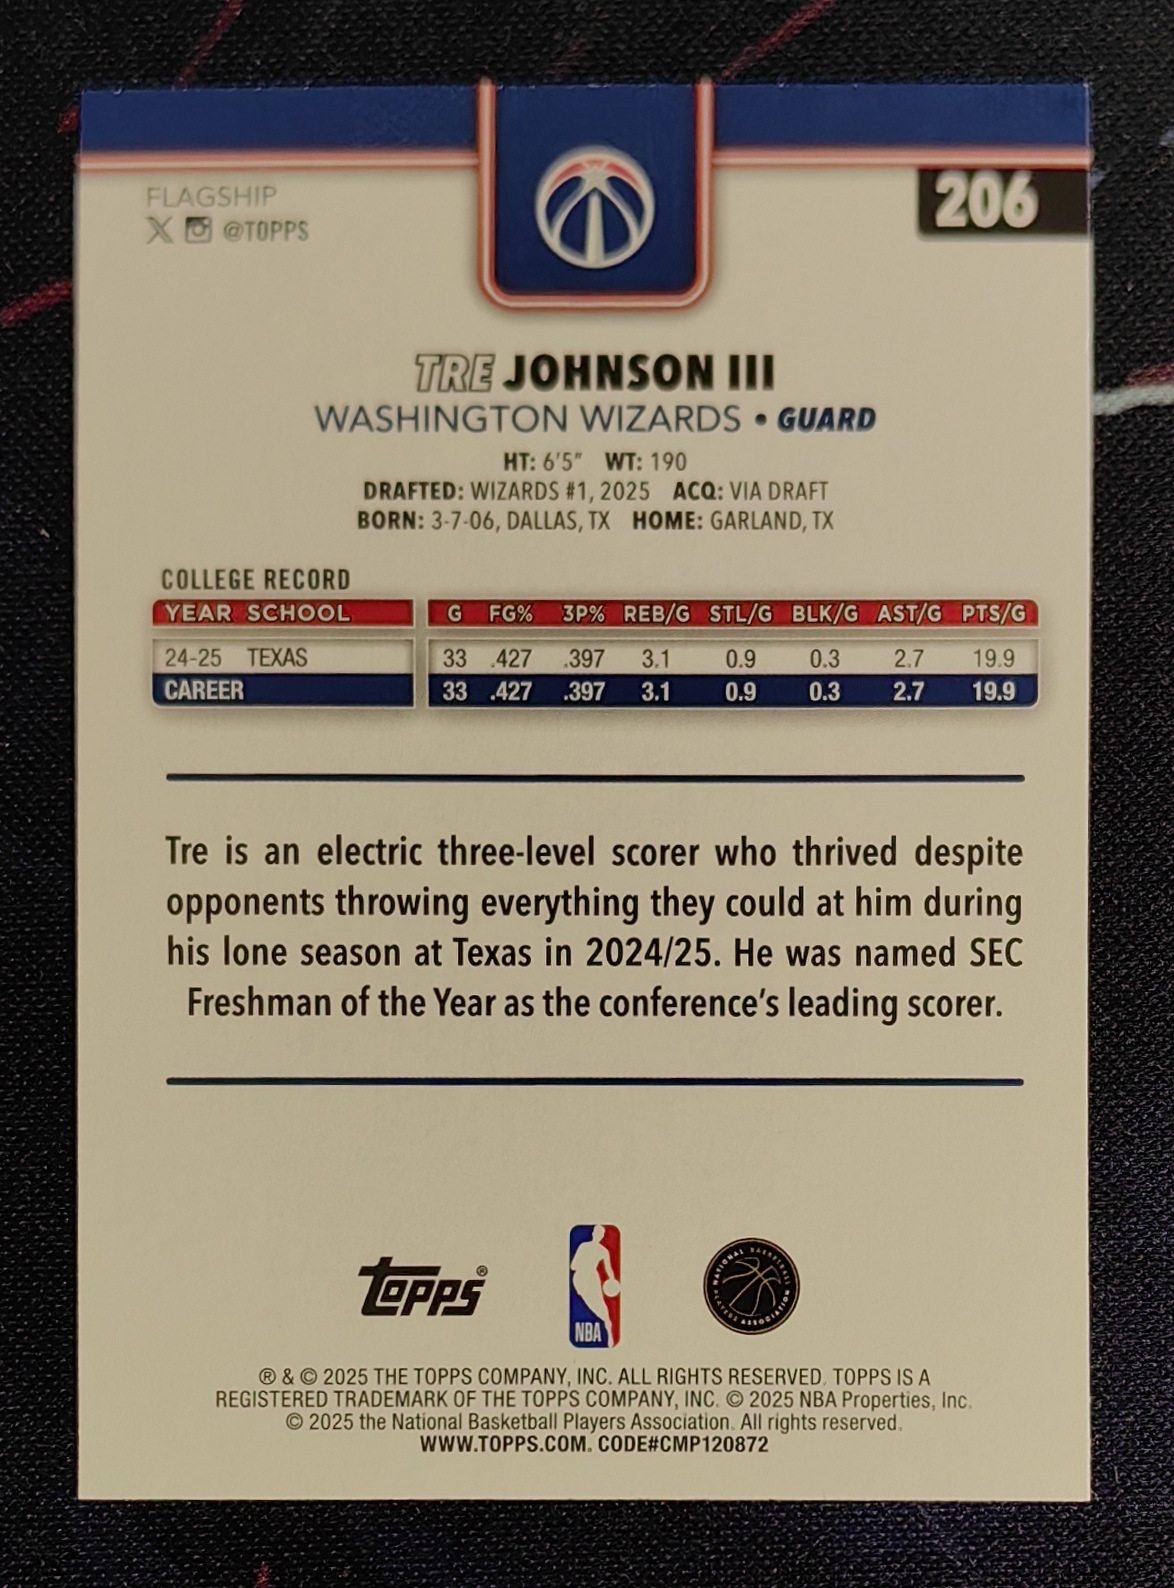 FLAGSHIP
X @TOPPS
206
TRE JOHNSON III
WASHINGTON WIZARDS • GUARD
HT: 6'5" WT: 190
DRAFTED: WIZARDS #1, 2025 ACQ: VIA DRAFT
BORN: 3-7-06, DALLAS, TX HOME: GARLAND, TX
COLLEGE RECORD
YEAR SCHOOL G FG% 3P% REB/G STL/G BLK/G AST/G PTS/G
24-25 TEXAS 33 .427 .397 3.1 0.9 0.3 2.7 19.9
CAREER 33 .427 .397 3.1 0.9 0.3 2.7 19.9
Tre is an electric three-level scorer who thrived despite
opponents throwing everything they could at him during
his lone season at Texas in 2024/25. He was named SEC
Freshman of the Year as the conference's leading scorer.
TOPPS®
NBA
NATIONAL BASKETBALL PLAYERS ASSOCIATION
® & © 2025 THE TOPPS COMPANY, INC. ALL RIGHTS RESERVED. TOPPS IS A
REGISTERED TRADEMARK OF THE TOPPS COMPANY, INC. © 2025 NBA Properties, Inc.
© 2025 the National Basketball Players Association. All rights reserved.
WWW.TOPPS.COM. CODE#CMP120872